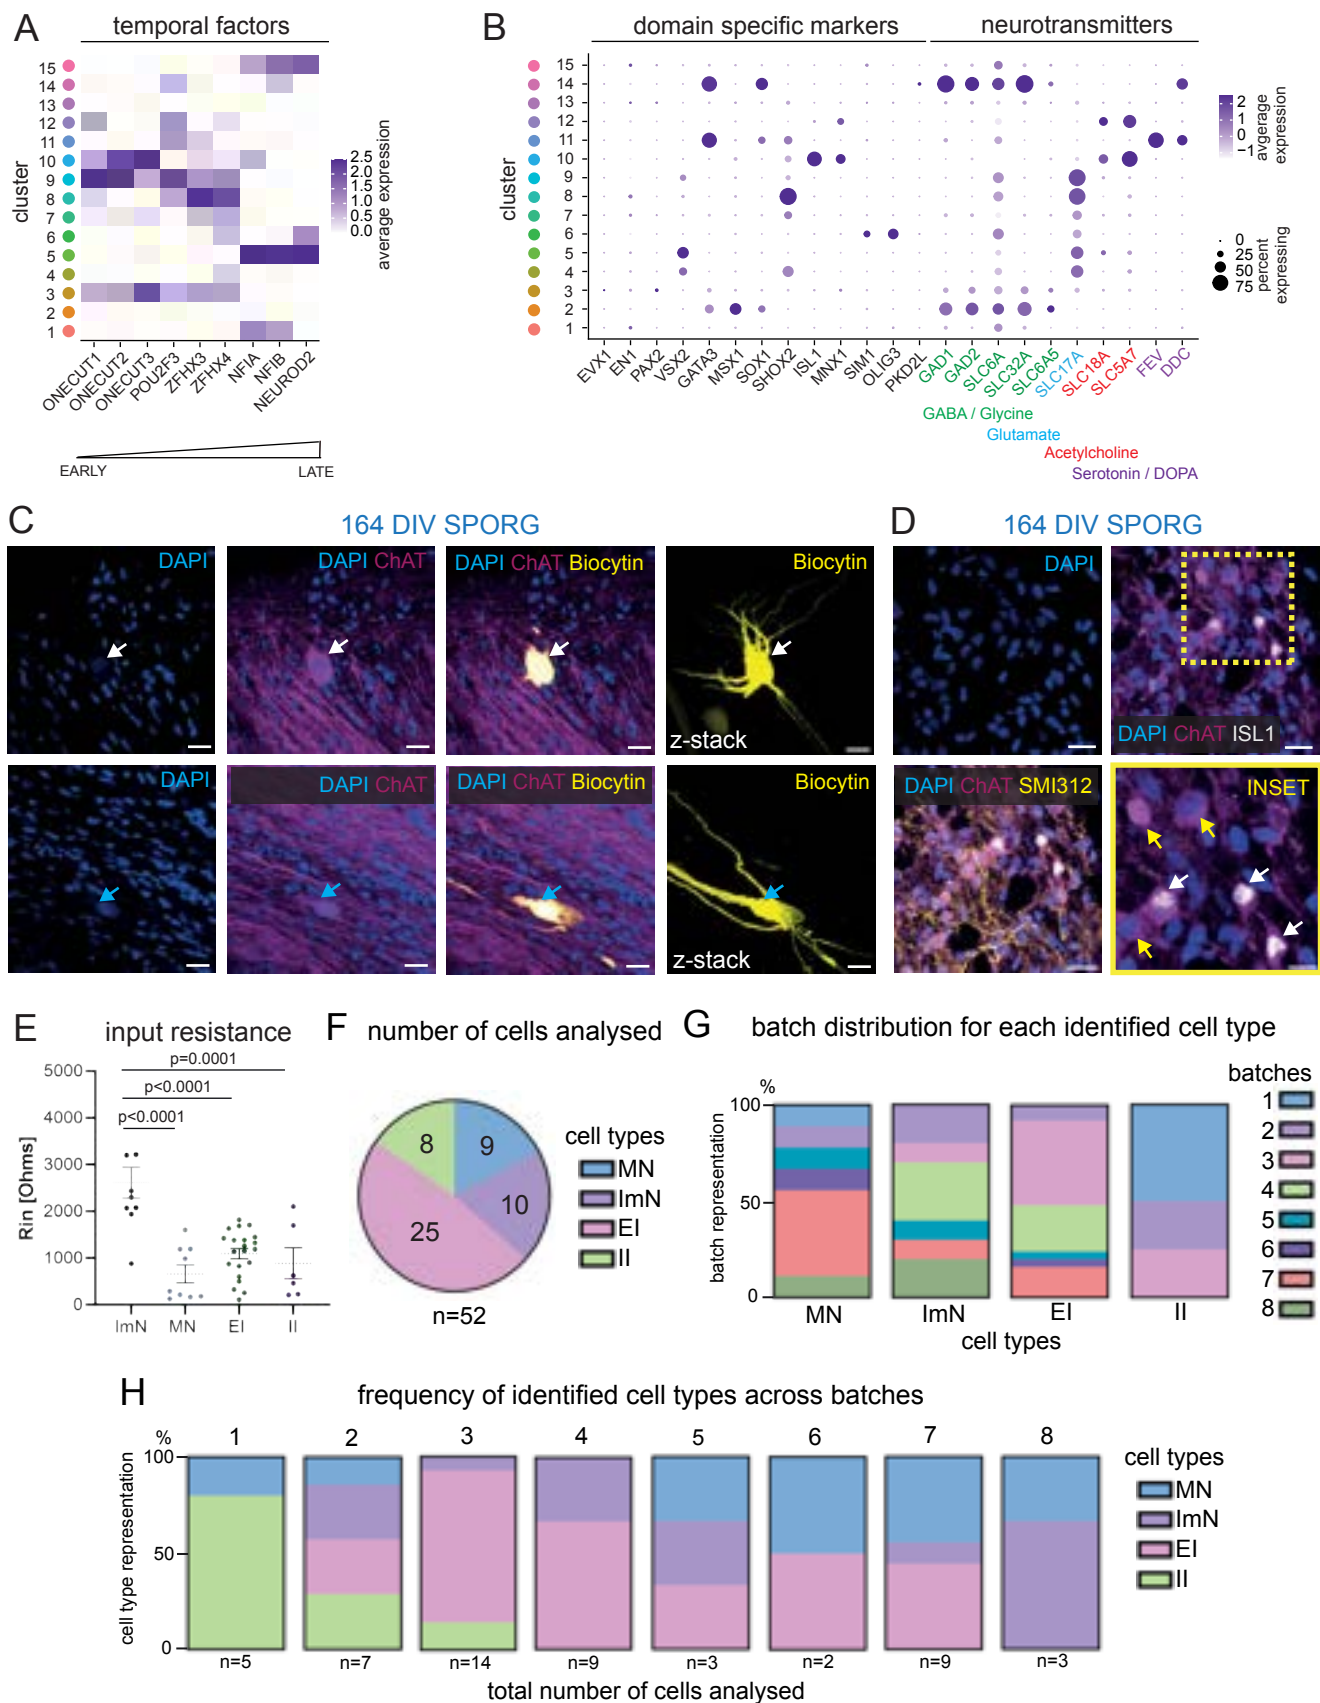 A temporal factors
cluster
15
14
13
12
11
10
9
8
7
6
5
4
3
2
1
ONECUT1
ONECUT2
ONECUT3
POU2F3
ZFHX3
ZFHX4
NFIA
NFIB
NEUROD2
2.5
2.0
1.5
1.0
0.5
0.0
average expression
EARLY LATE
B domain specific markers neurotransmitters
cluster
15
14
13
12
11
10
9
8
7
6
5
4
3
2
1
EVX1
EN1
PAX2
VSX2
GATA3
MSX1
SOX1
SHOX2
ISL1
MNX1
SIM1
OLIG3
PKD2L
GAD1
GAD2
SLC6A
SLC32A
SLC6A5
SLC17A
SLC18A
SLC5A7
FEV
DDC
GABA / Glycine
Glutamate
Acetylcholine
Serotonin / DOPA
2
1
0
−1
avgerage
expression
0
25
50
75
percent
expressing
C 164 DIV SPORG
DAPI
DAPI ChAT
DAPI ChAT Biocytin
Biocytin
z-stack
DAPI
DAPI ChAT
DAPI ChAT Biocytin
Biocytin
z-stack
D 164 DIV SPORG
DAPI
DAPI ChAT ISL1
DAPI ChAT SMI312
INSET
E input resistance
p=0.0001
p<0.0001
p<0.0001
Rin [Ohms]
5000
4000
3000
2000
1000
0
ImN MN EI II
F number of cells analysed
8
9
10
25
n=52
cell types
MN
ImN
EI
II
G batch distribution for each identified cell type
%
batch representation
100
50
0
MN ImN EI II
cell types
batches
1
2
3
4
5
6
7
8
H frequency of identified cell types across batches
%
1 2 3 4 5 6 7 8
cell type representation
100
50
0
n=5 n=7 n=14 n=9 n=3 n=2 n=9 n=3
total number of cells analysed
cell types
MN
ImN
EI
II